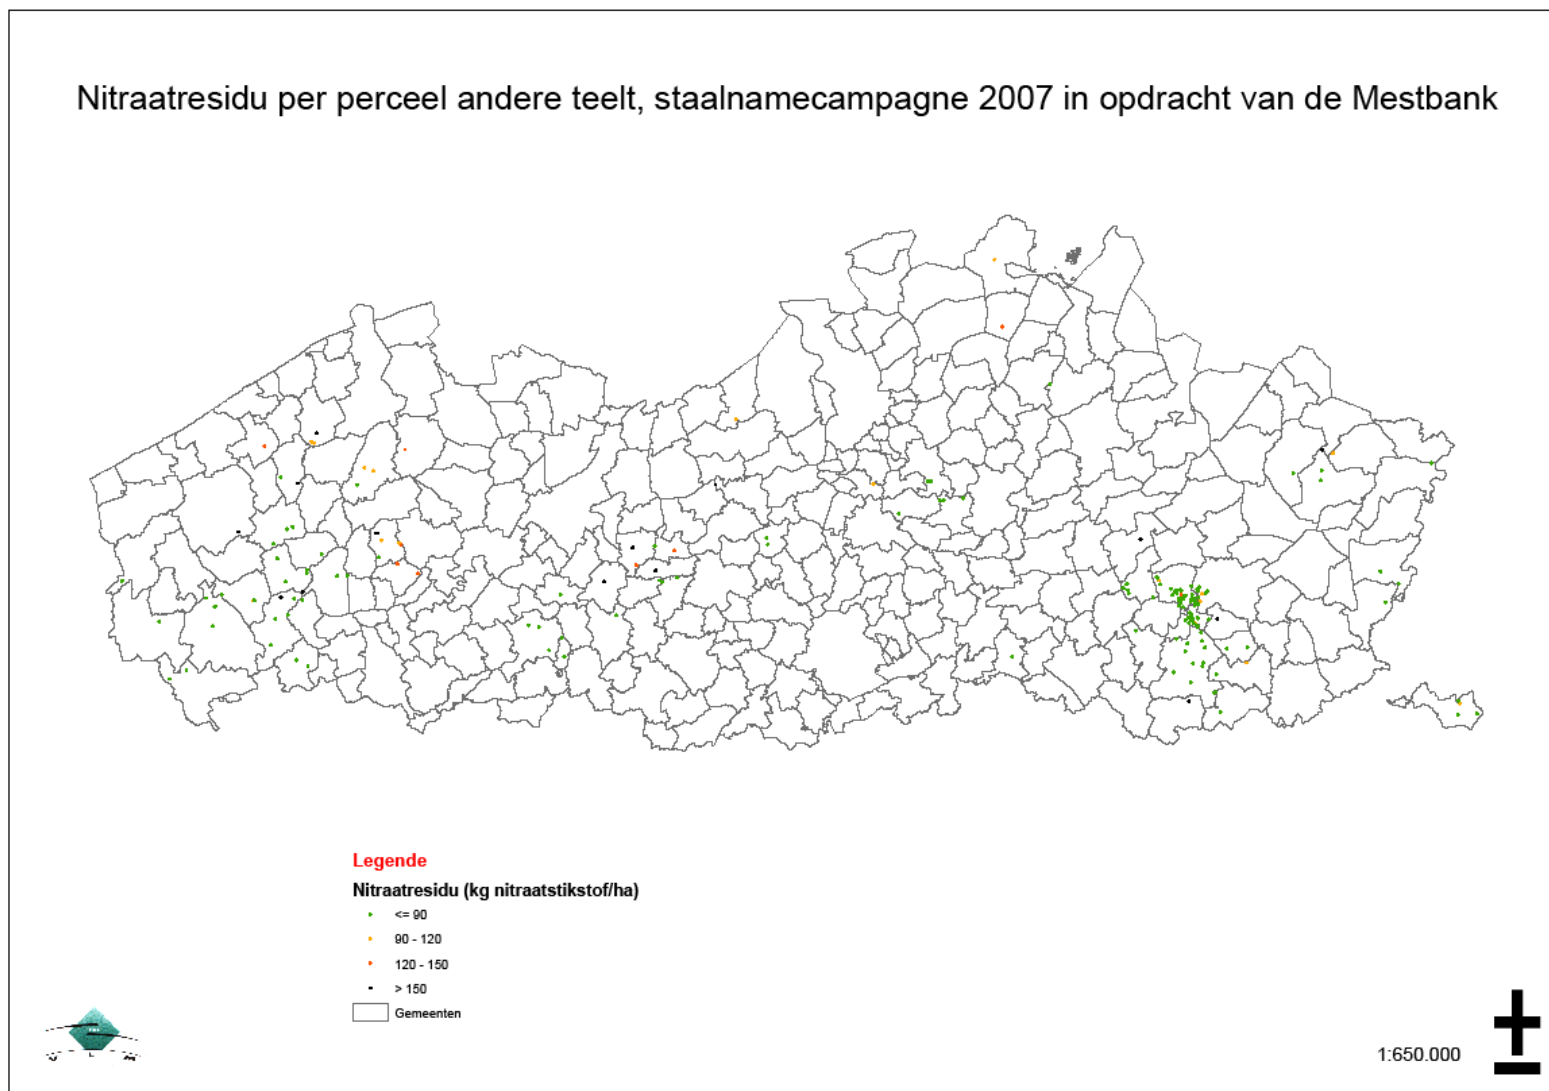 Nitraatresidu per perceel andere teelt, staalnamecampagne 2007 in opdracht van de Mestbank
Legende
Nitraatresidu (kg nitraatstikstof/ha)
<= 90
90 - 120
120 - 150
> 150
Gemeenten
V L M
1:650.000